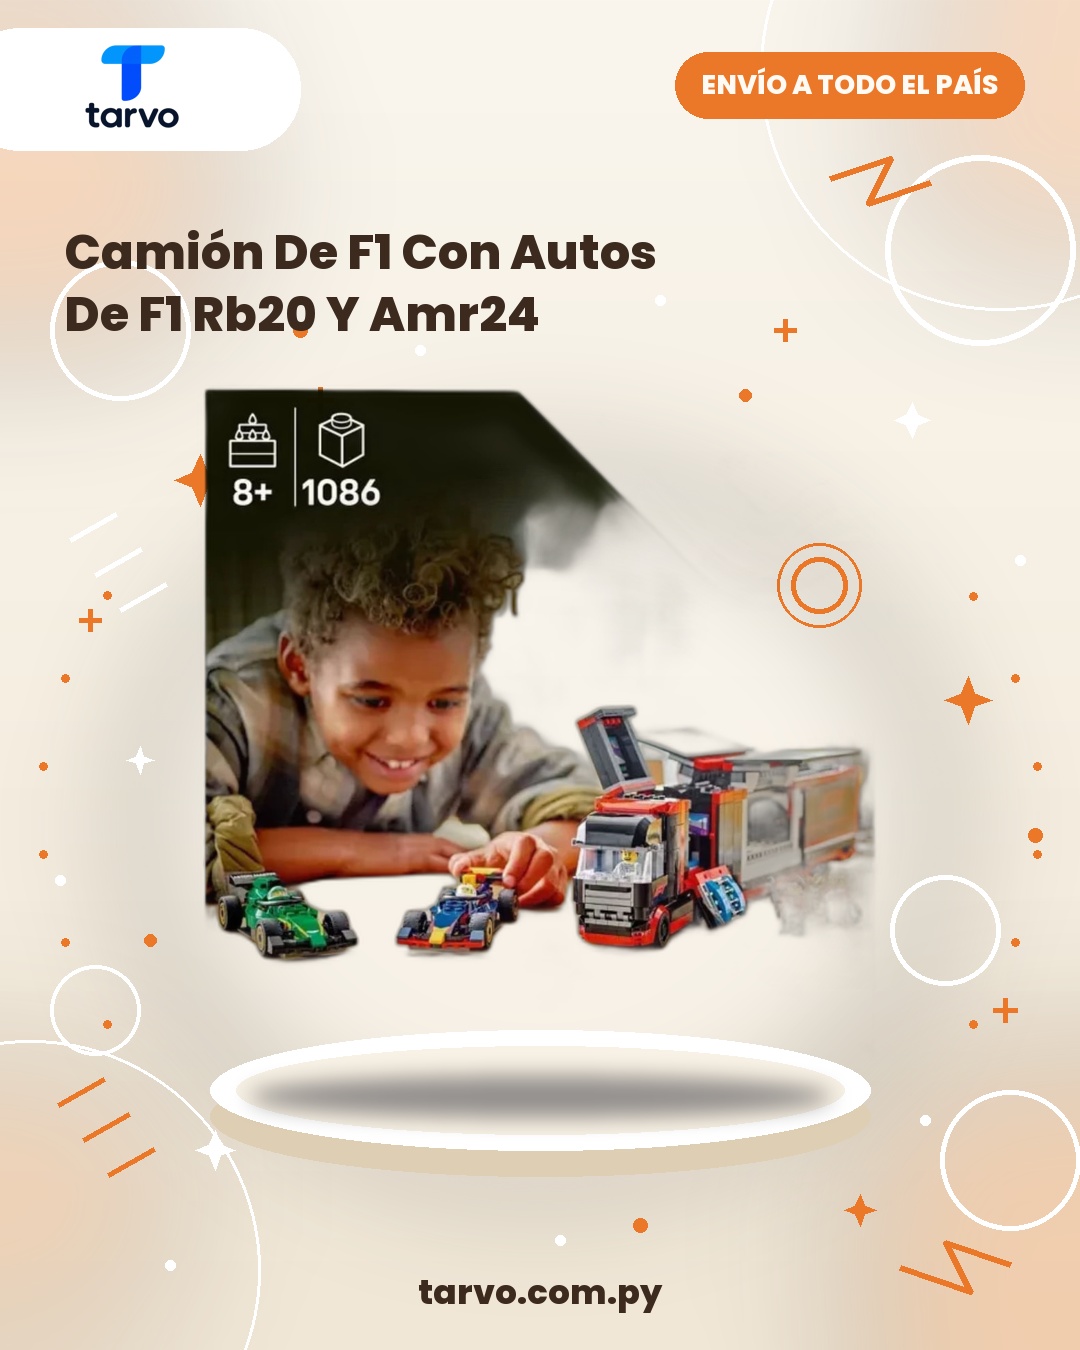 tarvo
ENVÍO A TODO EL PAÍS
Camión De F1 Con Autos
De F1 Rb20 Y Amr24
8+
1086
tarvo.com.py